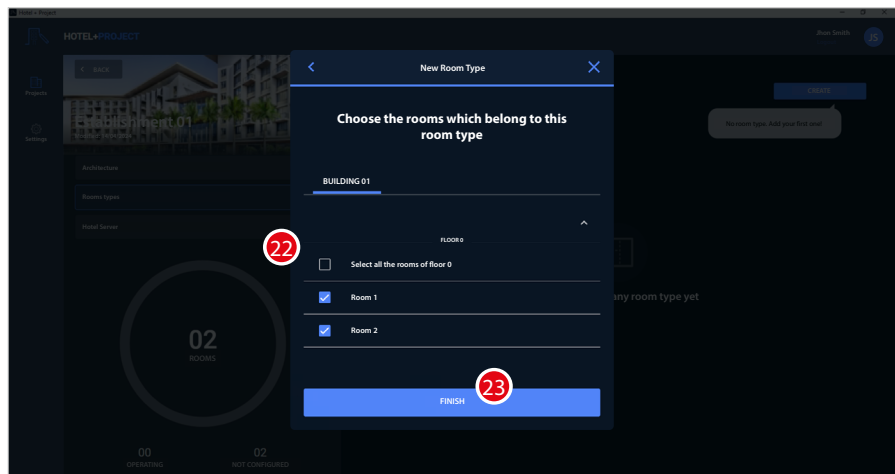 Hotel + Project
HOTEL+PROJECT
Jhon Smith
JS
BACK
Projects
Settings
Establishment 01
Architecture
Rooms types
Hotel Server
02
ROOMS
00
OPERATING
02
NOT CONFIGURED
New Room Type
Choose the rooms which belong to this
room type
BUILDING 01
FLOOR 0
22
Select all the rooms of floor 0
Room 1
Room 2
23
FINISH
CREATE
No room type. Add your first one!
any room type yet